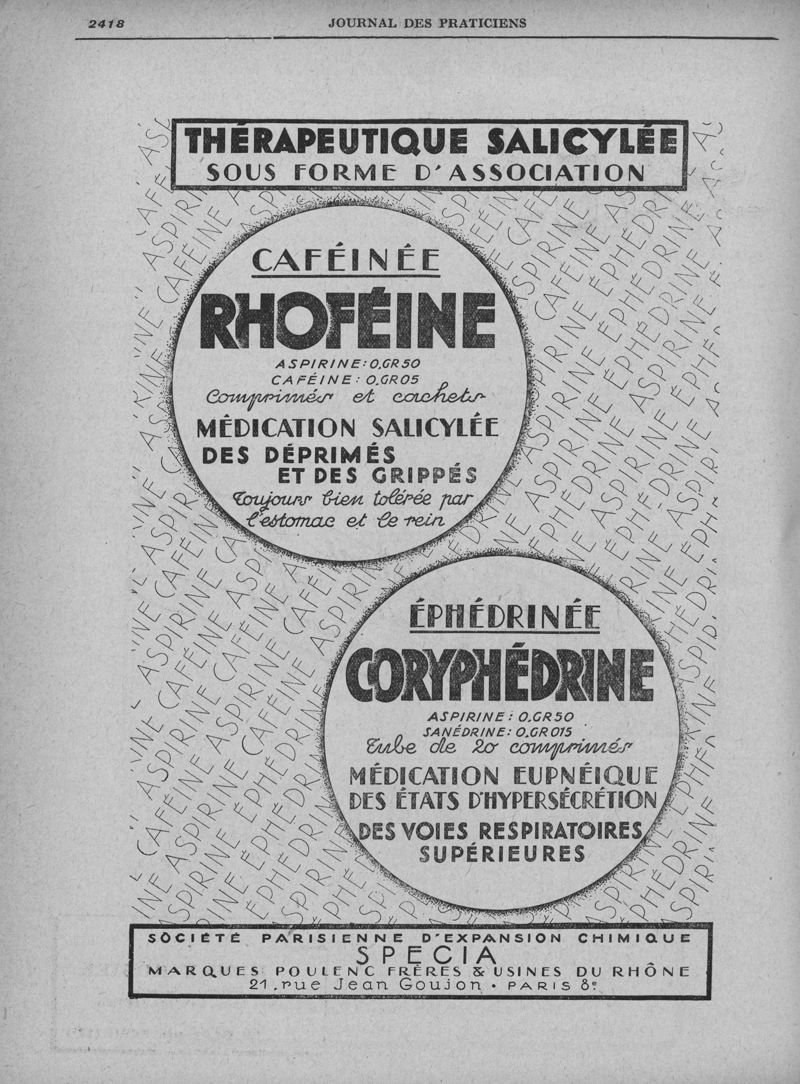 2418
JOURNAL DES PRATICIENS
THÉRAPEUTIQUE SALICYLÉE
SOUS FORME D'ASSOCIATION
CAFÉINÉE
RHOFÉINE
ASPIRINE: 0,GR50
CAFÉINE: 0.GR05
Comprimés et cachets
MÉDICATION SALICYLÉE
DES DÉPRIMÉS
ET DES GRIPPÉS
Toujours bien tolérée par
l'estomac et le rein
ÉPHÉDRINÉE
CORYPHÉDRINE
ASPIRINE: 0.GR50
SANÉDRINE: 0.GR015
Tube de 20 comprimés
MÉDICATION EUPNÉIQUE
DES ÉTATS D'HYPERSÉCRÉTION
DES VOIES RESPIRATOIRES
SUPÉRIEURES
SOCIÉTÉ PARISIENNE D'EXPANSION CHIMIQUE
SPECIA
MARQUES POULENC FRÈRES & USINES DU RHÔNE
21, rue Jean Goujon • PARIS 8e